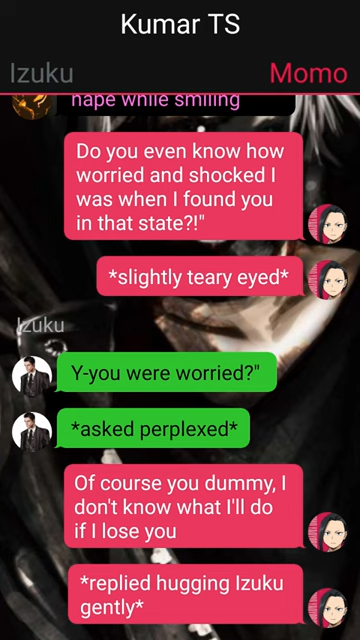 Kumar TS
Izuku Momo
nape while smiling
Do you even know how
worried and shocked I
was when I found you
in that state?!"
*slightly teary eyed*
Izuku
Y-you were worried?"
*asked perplexed*
Of course you dummy, I
don't know what I'll do
if I lose you
*replied hugging Izuku
gently*